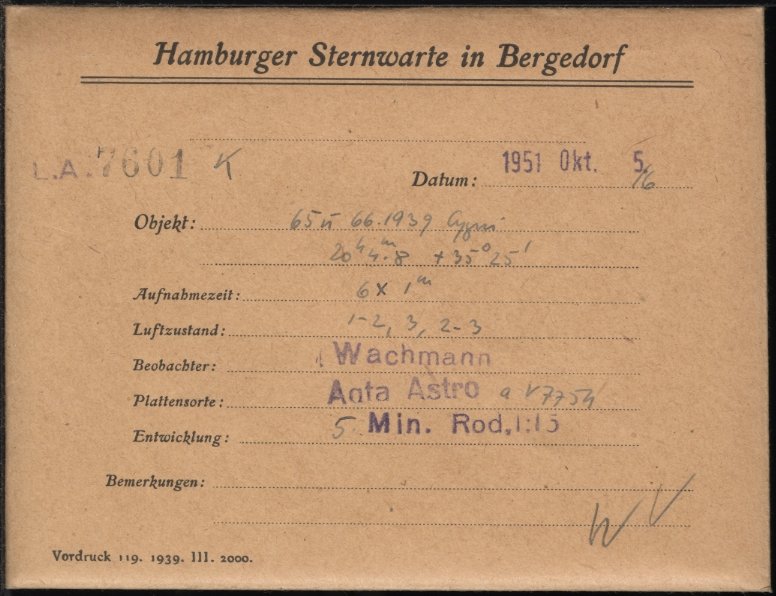 Hamburger Sternwarte in Bergedorf
L.A. 7601 K
Datum: 1951 Okt. 5/6
Objekt: 65 u 66.1939 Cygni
20h 4m.8 +35° 25'
Aufnahmezeit: 6 x 1m
Luftzustand: 1-2, 3, 2-3
Beobachter: Wachmann
Plattensorte: Agfa Astro
Entwicklung: 5 Min. Rod, 1:15
Bemerkungen:
Vordruck 119. 1939. III. 2000.